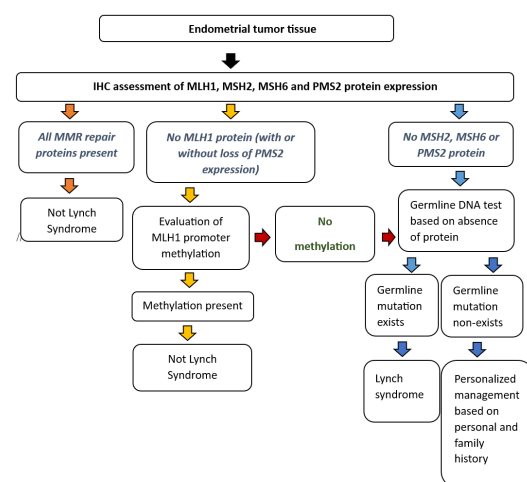 Endometrial tumor tissue
IHC assessment of MLH1, MSH2, MSH6 and PMS2 protein expression
All MMR repair
proteins present
No MLH1 protein (with or
without loss of PMS2
expression)
No MSH2, MSH6 or
PMS2 protein
Not Lynch
Syndrome
Evaluation of
MLH1 promoter
methylation
No
methylation
Germline DNA test
based on absence
of protein
Methylation present
Germline
mutation
exists
Germline
mutation
non-exists
Not Lynch
Syndrome
Lynch
syndrome
Personalized
management
based on
personal and
family
history